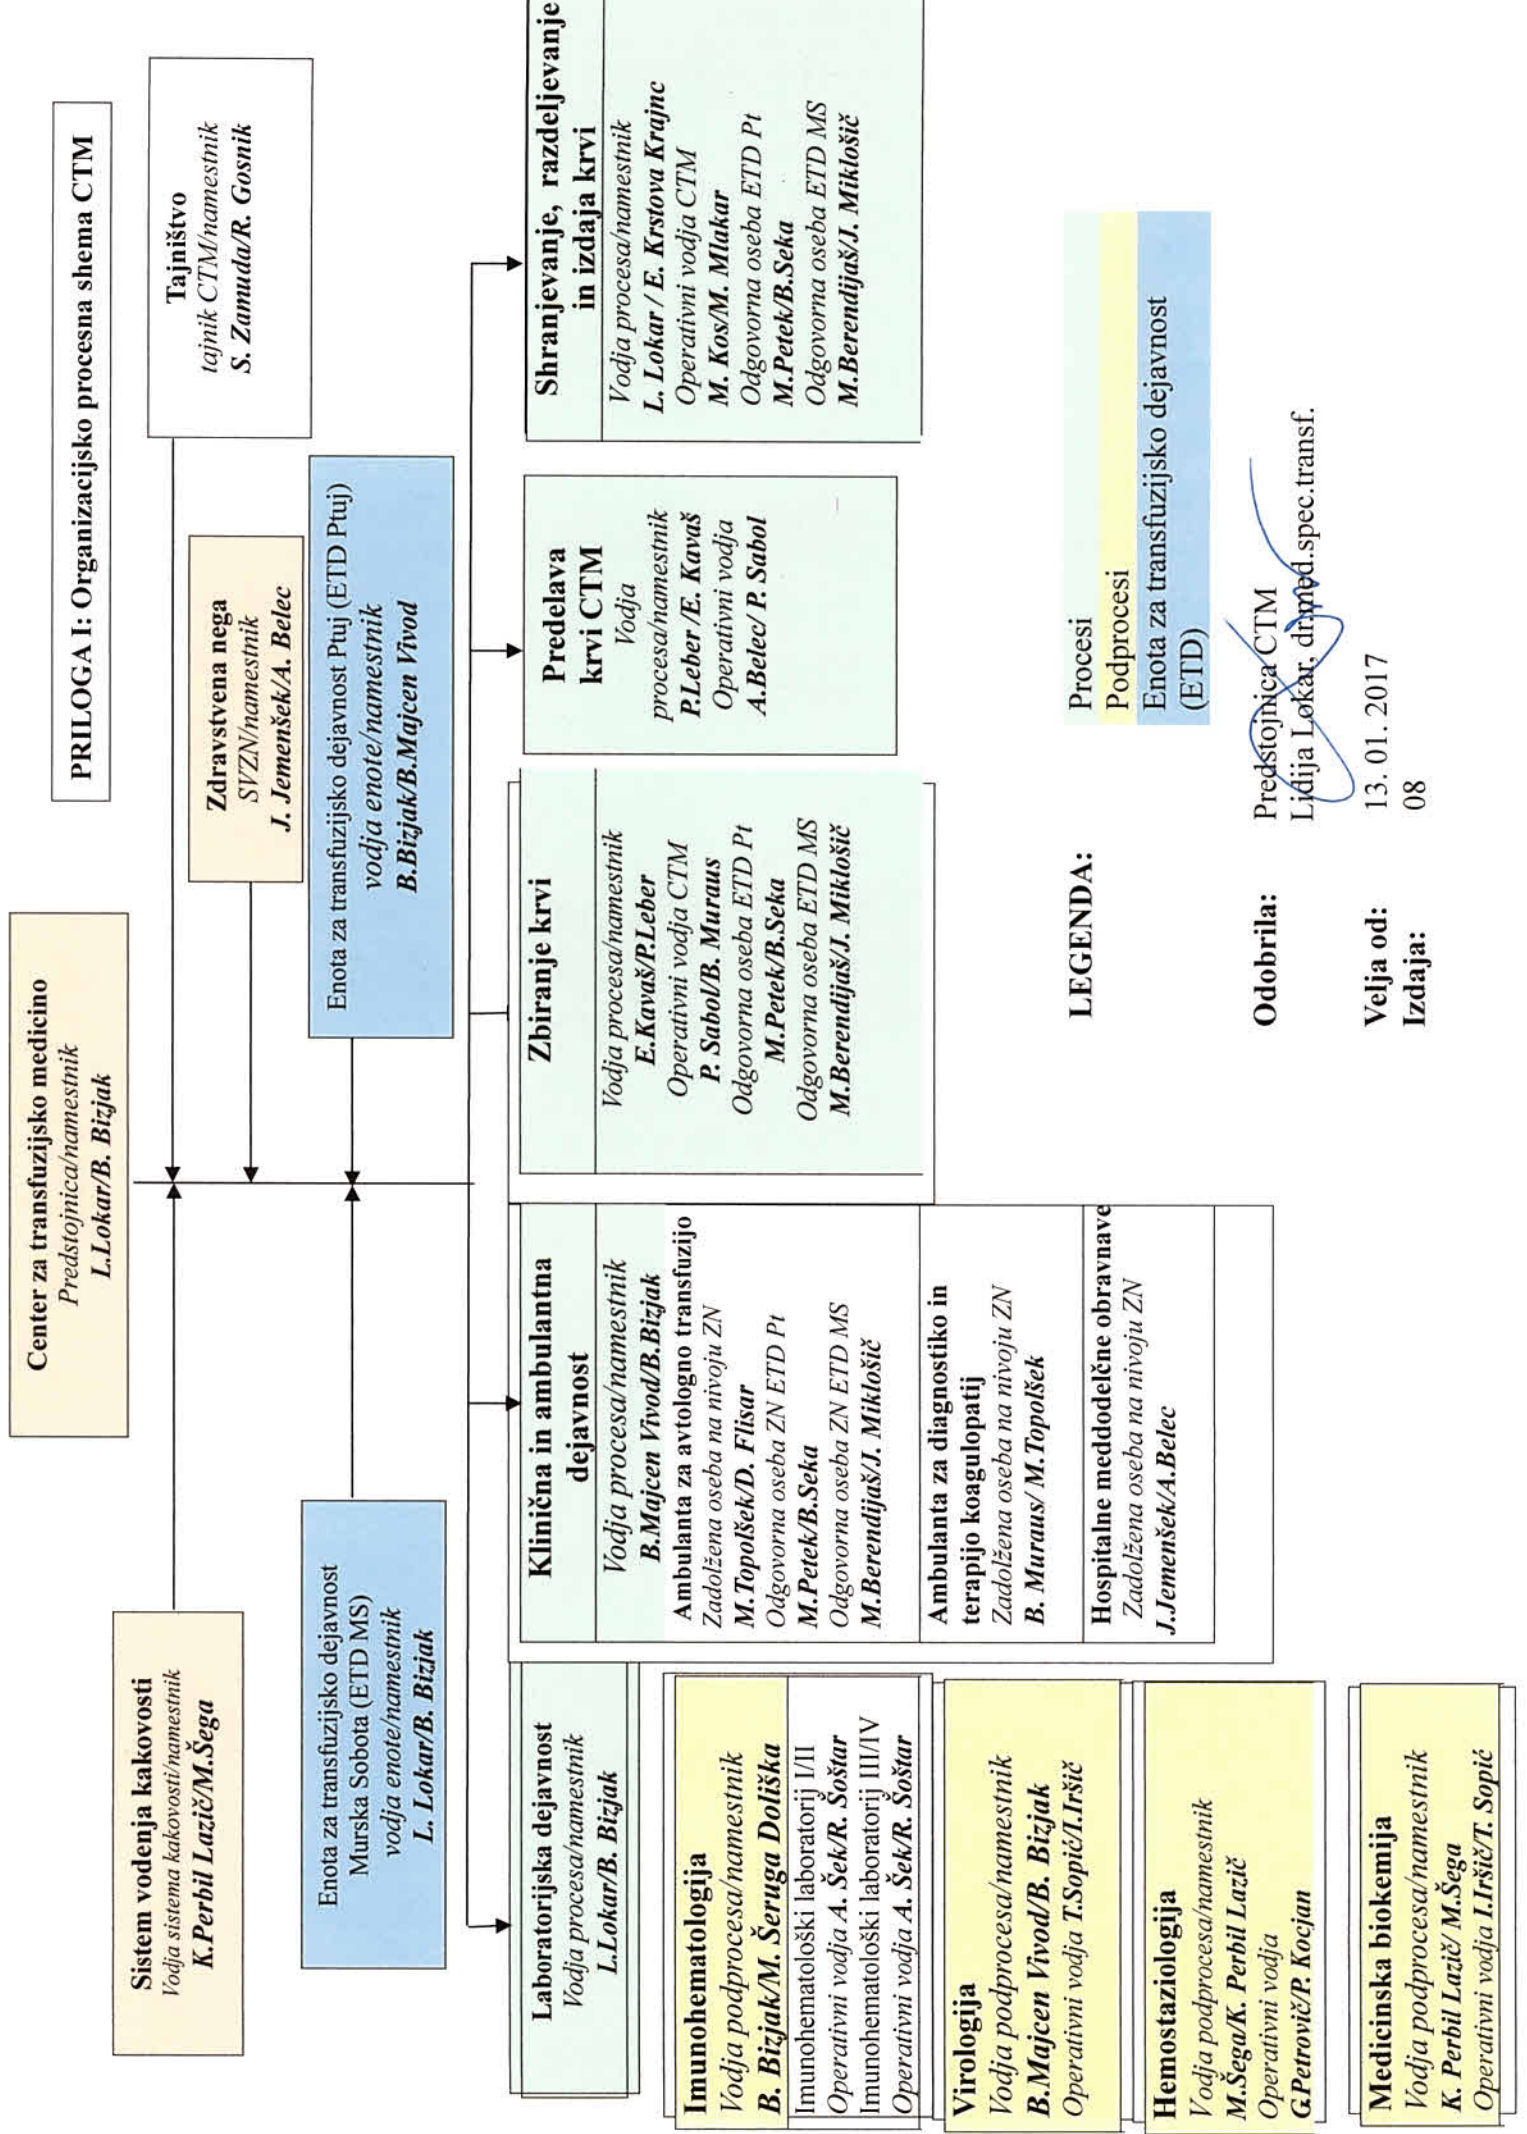 PRILOGA I: Organizacijsko procesna shema CTM
Center za transfuzijsko medicino
Predstojnica/namestnik
L.Lokar/B. Bizjak
Tajništvo
tajnik CTM/namestnik
S. Zamuda/R. Gosnik
Sistem vodenja kakovosti
Vodja sistema kakovosti/namestnik
K.Perbil Lazič/M.Šega
Zdravstvena nega
SVZN/namestnik
J. Jemenšek/A. Belec
Enota za transfuzijsko dejavnost
Murska Sobota (ETD MS)
vodja enote/namestnik
L. Lokar/B. Bizjak
Enota za transfuzijsko dejavnost Ptuj (ETD Ptuj)
vodja enote/namestnik
B.Bizjak/B.Majcen Vivod
Laboratorijska dejavnost
Vodja procesa/namestnik
L.Lokar/B. Bizjak
Imunohematologija
Vodja podprocesa/namestnik
B. Bizjak/M. Šeruga Doliška
Imunohematološki laboratorij I/II
Operativni vodja A. Šek/R. Šoštar
Imunohematološki laboratorij III/IV
Operativni vodja A. Šek/R. Šoštar
Virologija
Vodja podprocesa/namestnik
B.Majcen Vivod/B. Bizjak
Operativni vodja T.Sopić/I.Iršič
Hemostaziologija
Vodja podprocesa/namestnik
M.Šega/K. Perbil Lazič
Operativni vodja
G.Petrovič/P. Kocjan
Medicinska biokemija
Vodja podprocesa/namestnik
K. Perbil Lazič/ M.Šega
Operativni vodja I.Iršič/T. Sopić
Klinična in ambulantna
dejavnost
Vodja procesa/namestnik
B.Majcen Vivod/B.Bizjak
Ambulanta za avtologno transfuzijo
Zadolžena oseba na nivoju ZN
M.Topolšek/D. Flisar
Odgovorna oseba ZN ETD Pt
M.Petek/B.Seka
Odgovorna oseba ZN ETD MS
M.Berendijaš/J. Miklošič
Ambulanta za diagnostiko in
terapijo koagulopatij
Zadolžena oseba na nivoju ZN
B. Muraus/ M.Topolšek
Hospitalne meddodelčne obravnave
Zadolžena oseba na nivoju ZN
J.Jemenšek/A.Belec
Zbiranje krvi
Vodja procesa/namestnik
E.Kavaš/P.Leber
Operativni vodja CTM
P. Sabol/B. Muraus
Odgovorna oseba ETD Pt
M.Petek/B.Seka
Odgovorna oseba ETD MS
M.Berendijaš/J. Miklošič
Predelava
krvi CTM
Vodja
procesa/namestnik
P.Leber /E. Kavaš
Operativni vodja
A.Belec/ P. Sabol
Shranjevanje, razdeljevanje
in izdaja krvi
Vodja procesa/namestnik
L. Lokar / E. Krstova Krajnc
Operativni vodja CTM
M. Kos/M. Mlakar
Odgovorna oseba ETD Pt
M.Petek/B.Seka
Odgovorna oseba ETD MS
M.Berendijaš/J. Miklošič
LEGENDA:
Procesi
Podprocesi
Enota za transfuzijsko dejavnost
(ETD)
Odobrila: Predstojnica CTM
Lidija Lokar, dr.med.spec.transf.
Velja od: 13. 01. 2017
Izdaja: 08